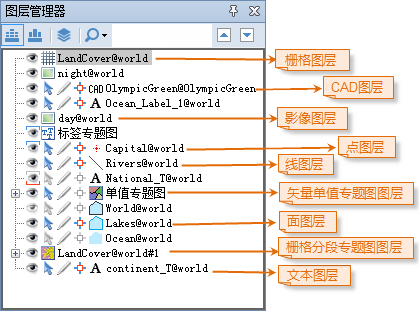 图层管理器
LandCover@world
栅格图层
night@world
CAD OlympicGreen@OlympicGreen
CAD图层
A Ocean_Label_1@world
day@world
影像图层
标签专题图
Capital@world
点图层
Rivers@world
线图层
A National_T@world
单值专题图
矢量单值专题图图层
World@world
Lakes@world
面图层
Ocean@world
LandCover@world#1
栅格分段专题图图层
A continent_T@world
文本图层